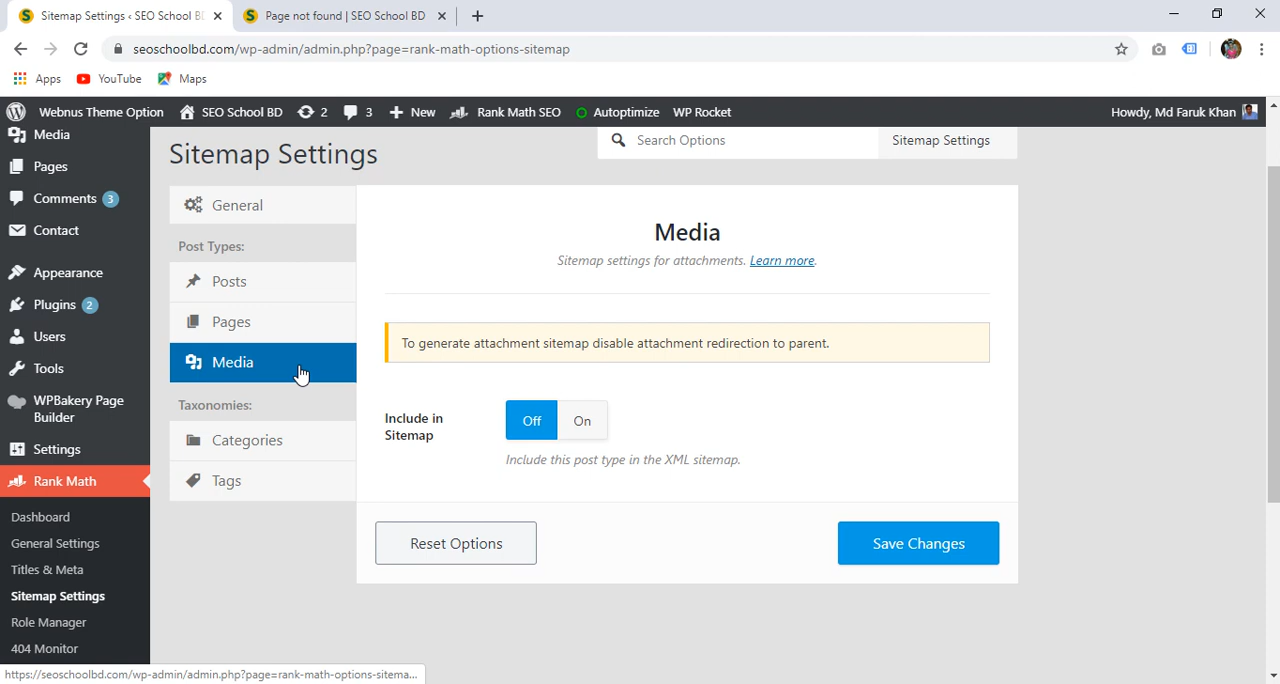 Sitemap Settings ‹ SEO School B
Page not found | SEO School BD
seoschoolbd.com/wp-admin/admin.php?page=rank-math-options-sitemap
Apps
YouTube
Maps
Webnus Theme Option
SEO School BD
2
3
New
Rank Math SEO
Autoptimize
WP Rocket
Howdy, Md Faruk Khan
Media
Pages
Comments 3
Contact
Appearance
Plugins 2
Users
Tools
WPBakery Page
Builder
Settings
Rank Math
Dashboard
General Settings
Titles & Meta
Sitemap Settings
Role Manager
404 Monitor
Sitemap Settings
Search Options
Sitemap Settings
General
Post Types:
Posts
Pages
Media
Taxonomies:
Categories
Tags
Media
Sitemap settings for attachments. Learn more.
To generate attachment sitemap disable attachment redirection to parent.
Include in
Sitemap
Off
On
Include this post type in the XML sitemap.
Reset Options
Save Changes
https://seoschoolbd.com/wp-admin/admin.php?page=rank-math-options-sitema...